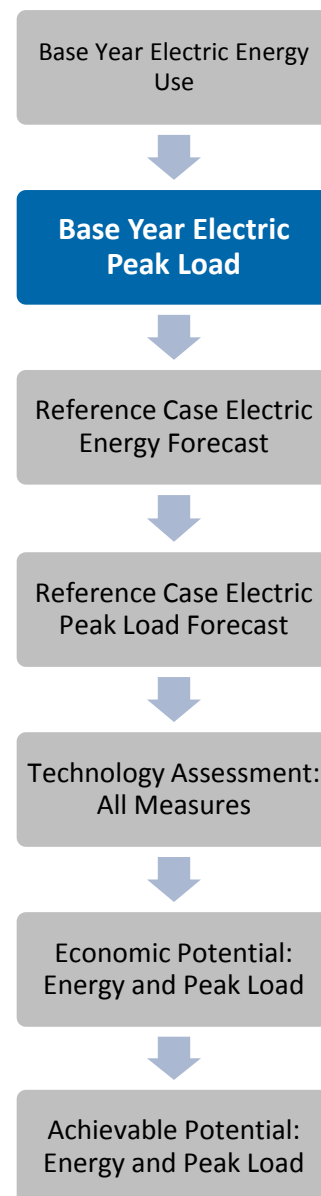 Base Year Electric Energy
Use
Base Year Electric
Peak Load
Reference Case Electric
Energy Forecast
Reference Case Electric
Peak Load Forecast
Technology Assessment:
All Measures
Economic Potential:
Energy and Peak Load
Achievable Potential:
Energy and Peak Load